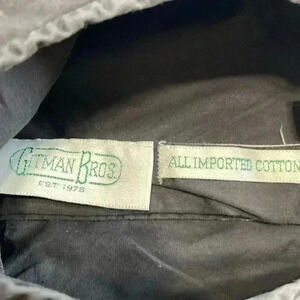 GITMAN BROS.
EST. 1978
ALL IMPORTED COTTON